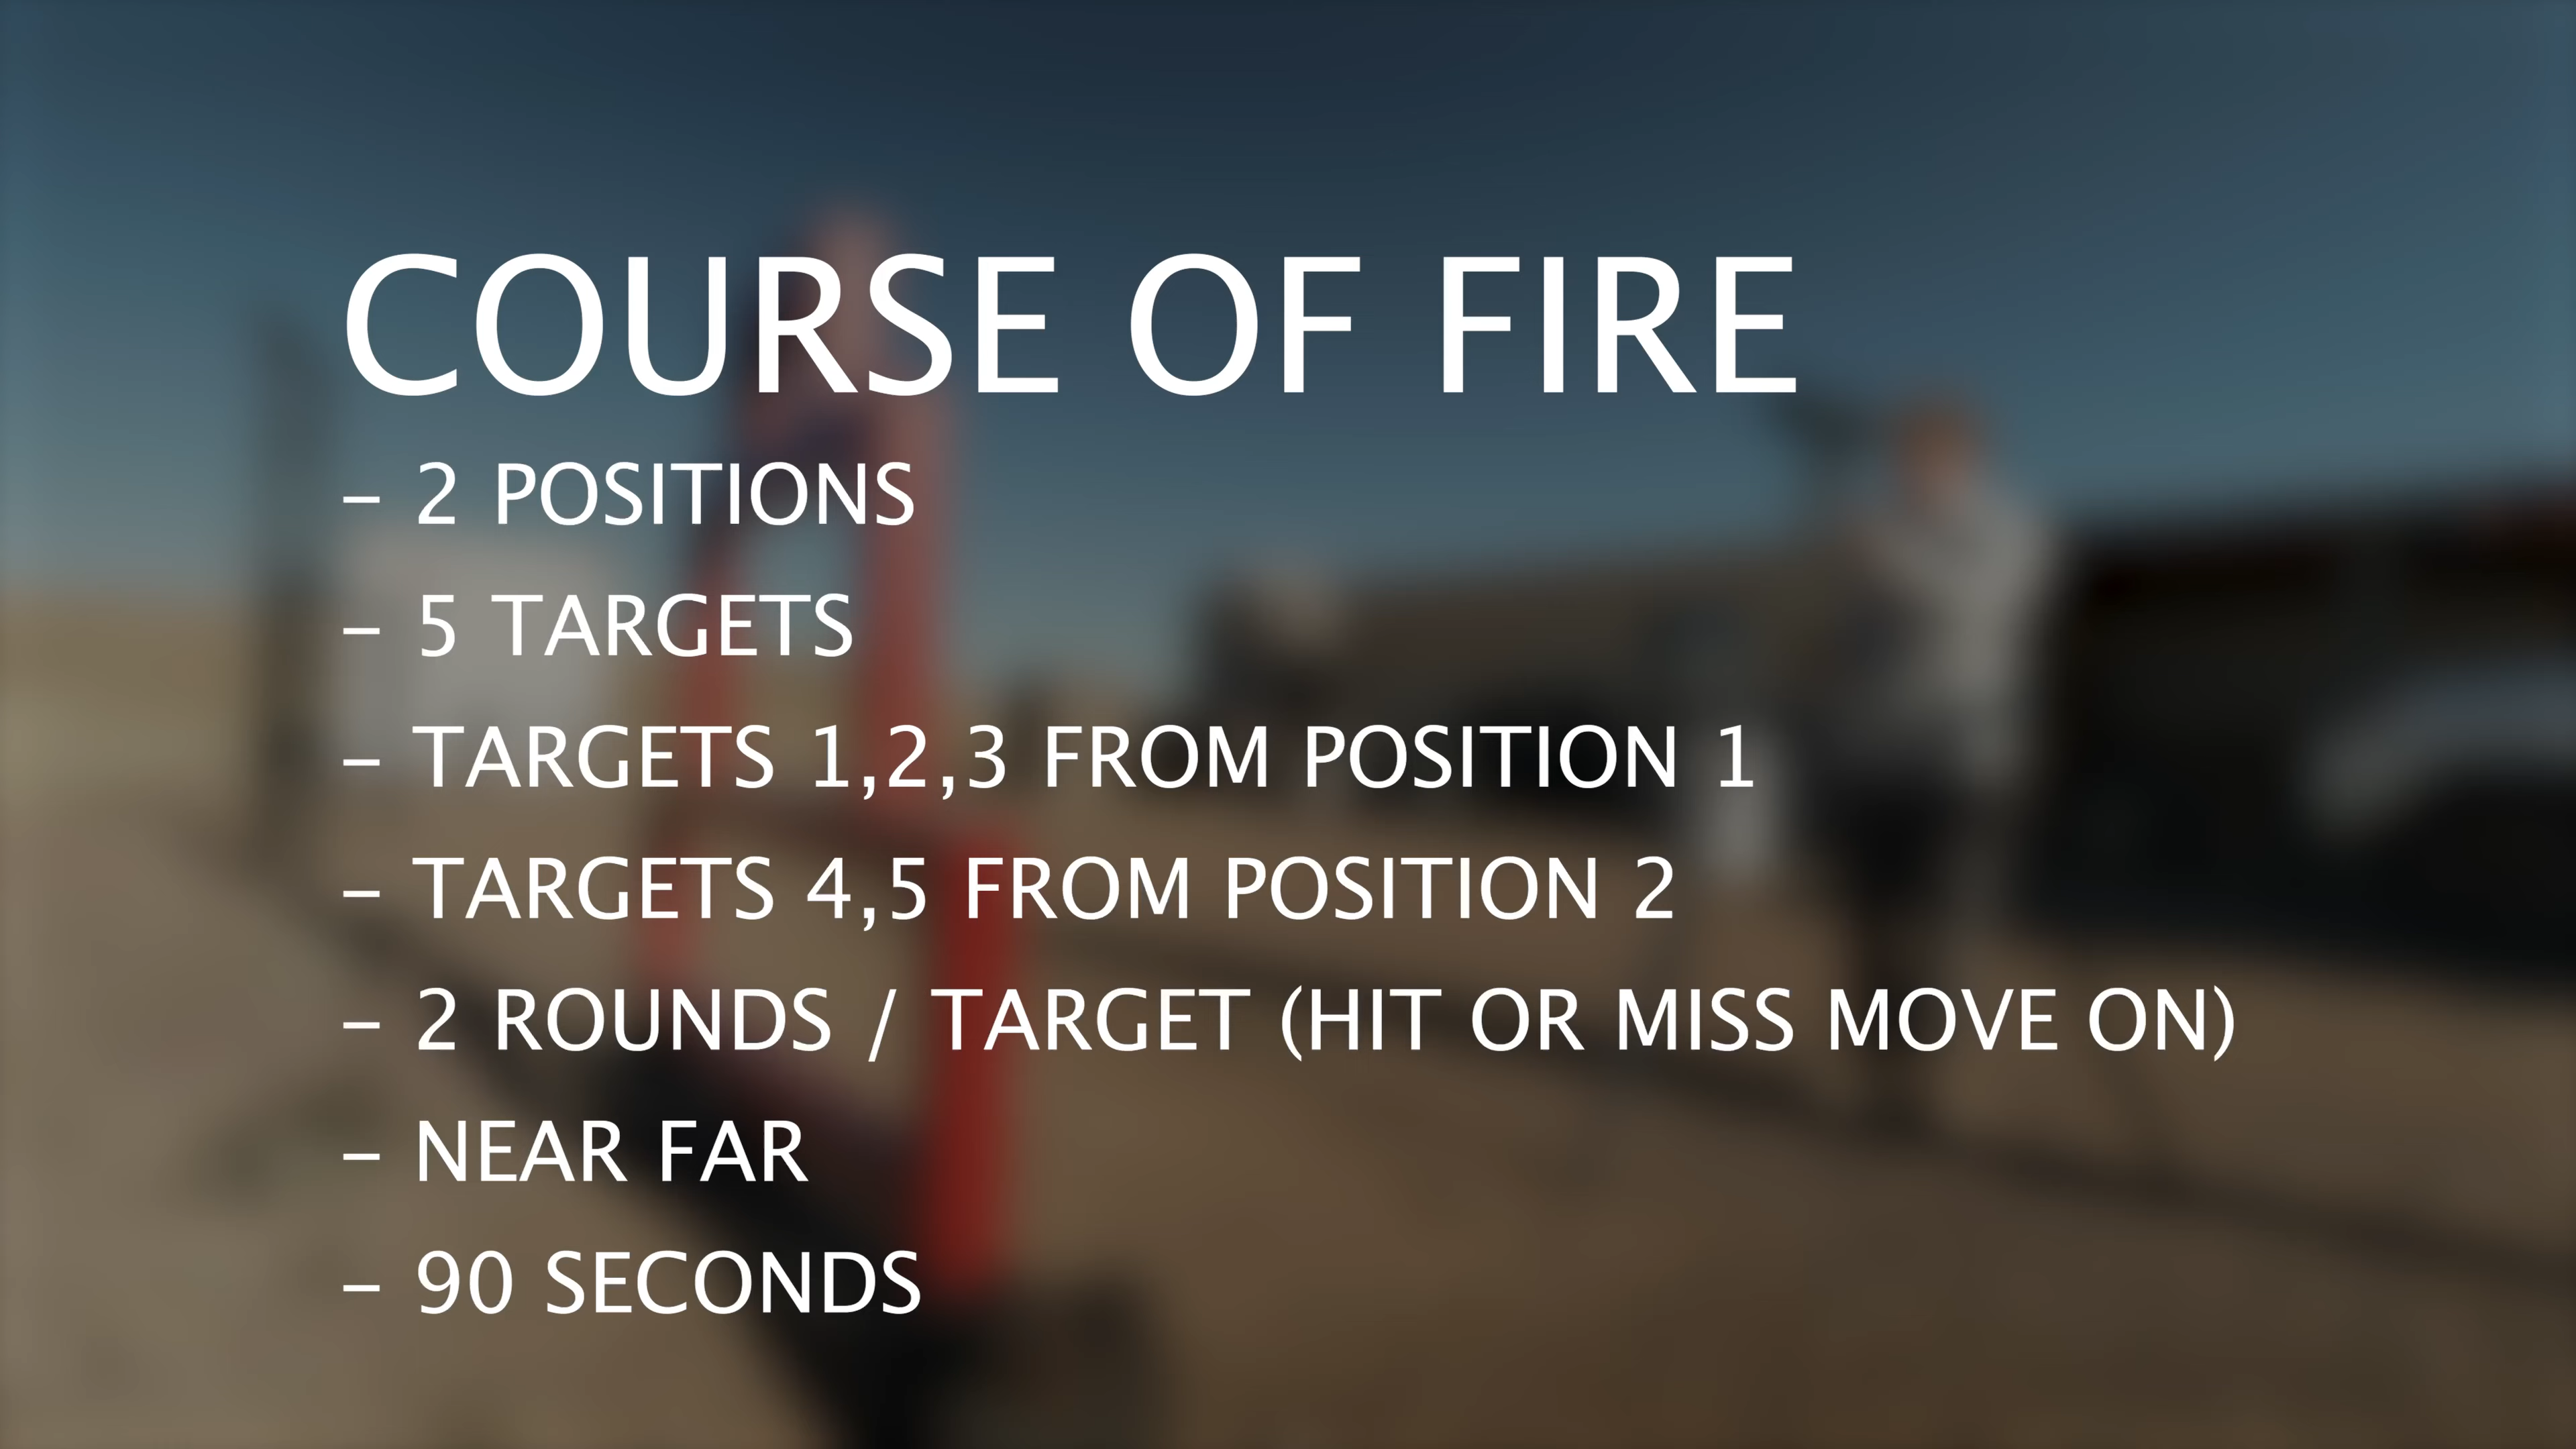 COURSE OF FIRE
– 2 POSITIONS
– 5 TARGETS
– TARGETS 1,2,3 FROM POSITION 1
– TARGETS 4,5 FROM POSITION 2
– 2 ROUNDS / TARGET (HIT OR MISS MOVE ON)
– NEAR FAR
– 90 SECONDS